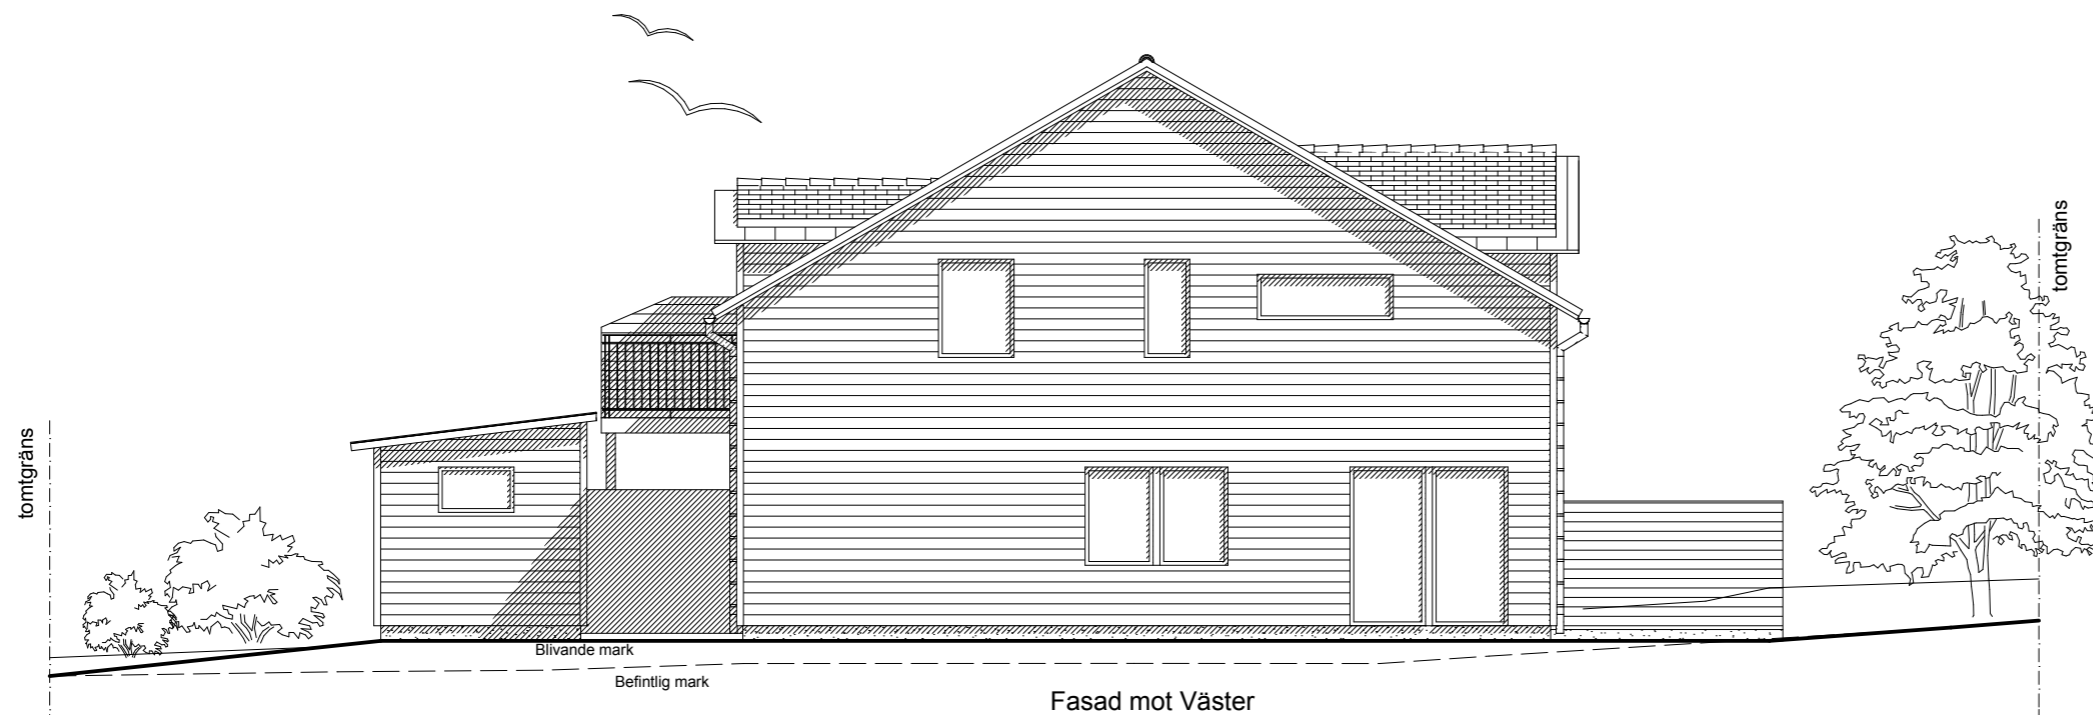 tomtgräns
tomtgräns
Blivande mark
Befintlig mark
Fasad mot Väster